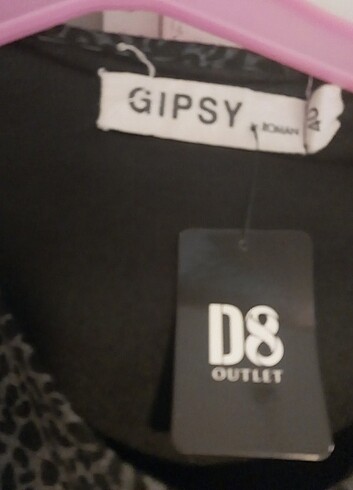 GIPSY
ROMAN
40
D8
OUTLET